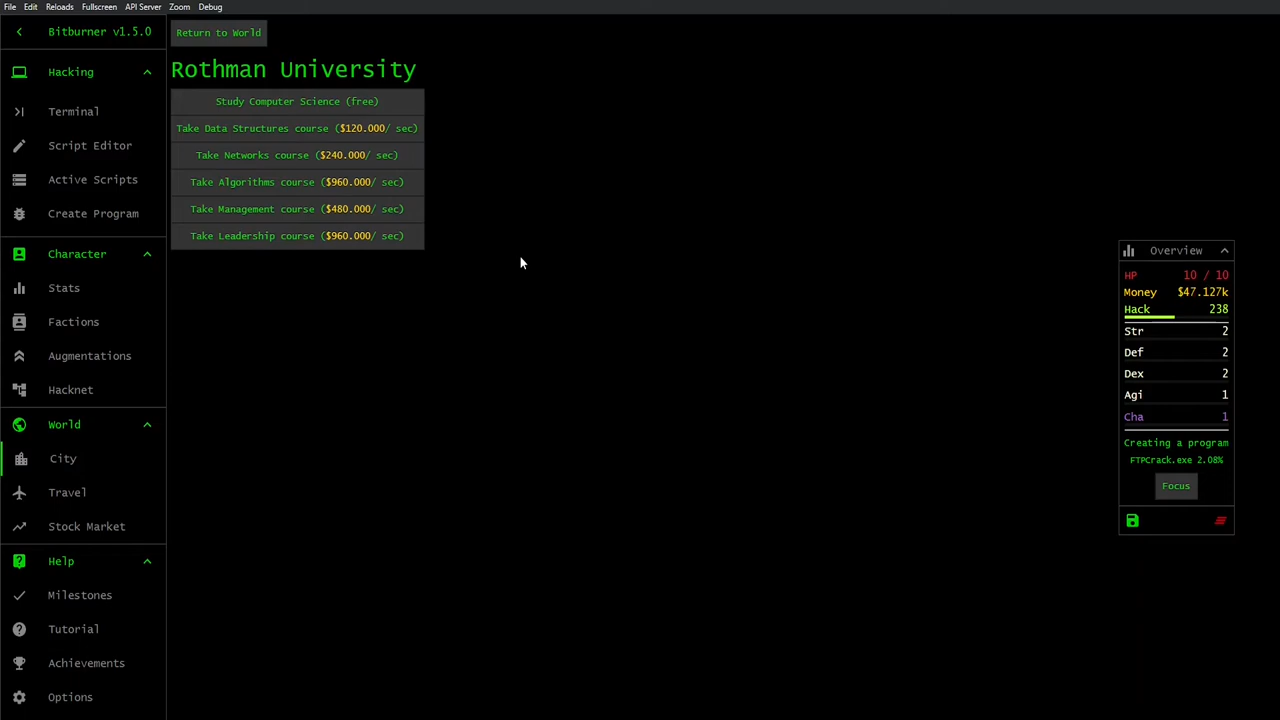 File Edit Reloads Fullscreen API Server Zoom Debug
Bitburner v1.5.0
Hacking
Terminal
Script Editor
Active Scripts
Create Program
Character
Stats
Factions
Augmentations
Hacknet
World
City
Travel
Stock Market
Help
Milestones
Tutorial
Achievements
Options
Return to World
Rothman University
Study Computer Science (free)
Take Data Structures course ($120.000/ sec)
Take Networks course ($240.000/ sec)
Take Algorithms course ($960.000/ sec)
Take Management course ($480.000/ sec)
Take Leadership course ($960.000/ sec)
Overview
HP 10 / 10
Money $47.127k
Hack 238
Str 2
Def 2
Dex 2
Agi 1
Cha 1
Creating a program
FTPCrack.exe 2.08%
Focus